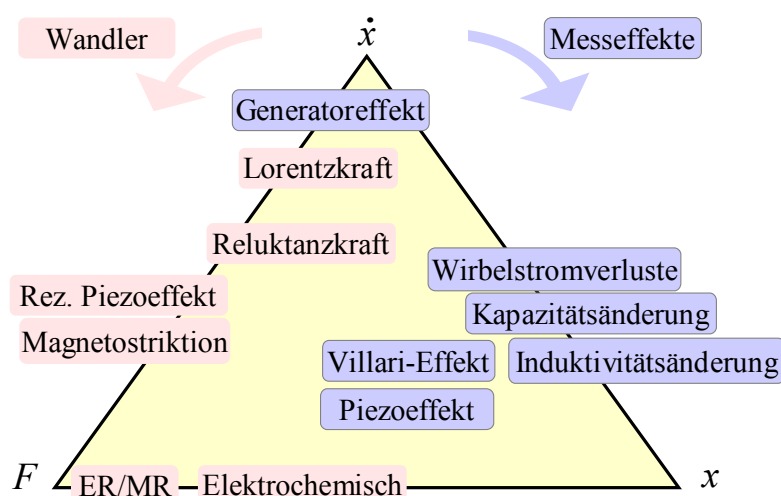 Wandler
ẋ
Messeffekte
Generatoreffekt
Lorentzkraft
Reluktanzkraft
Wirbelstromverluste
Rez. Piezoeffekt
Kapazitätsänderung
Magnetostriktion
Villari-Effekt
Induktivitätsänderung
Piezoeffekt
F
ER/MR
Elektrochemisch
x